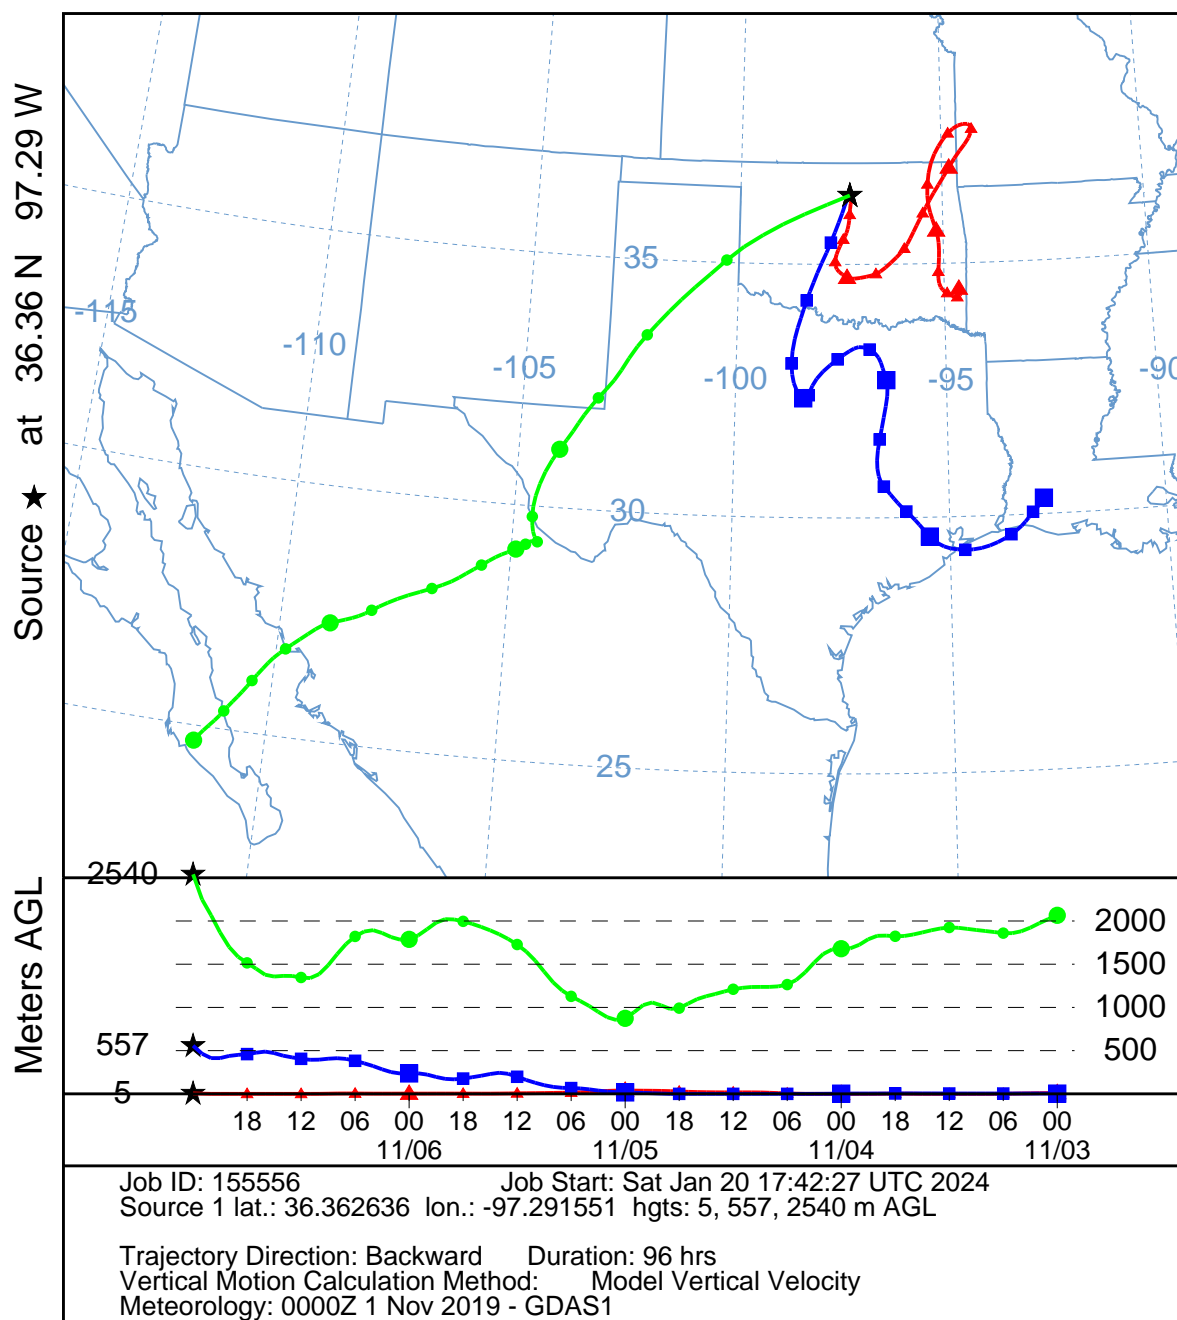 Source ★ at 36.36 N 97.29 W
35
-115
-110
-105
-100
-95
-90
30
25
Meters AGL
2540
2000
1500
1000
557
500
5
18 12 06 00 18 12 06 00 18 12 06 00 18 12 06 00
11/06 11/05 11/04 11/03
Job ID: 155556 Job Start: Sat Jan 20 17:42:27 UTC 2024
Source 1 lat.: 36.362636 lon.: -97.291551 hgts: 5, 557, 2540 m AGL
Trajectory Direction: Backward Duration: 96 hrs
Vertical Motion Calculation Method: Model Vertical Velocity
Meteorology: 0000Z 1 Nov 2019 - GDAS1